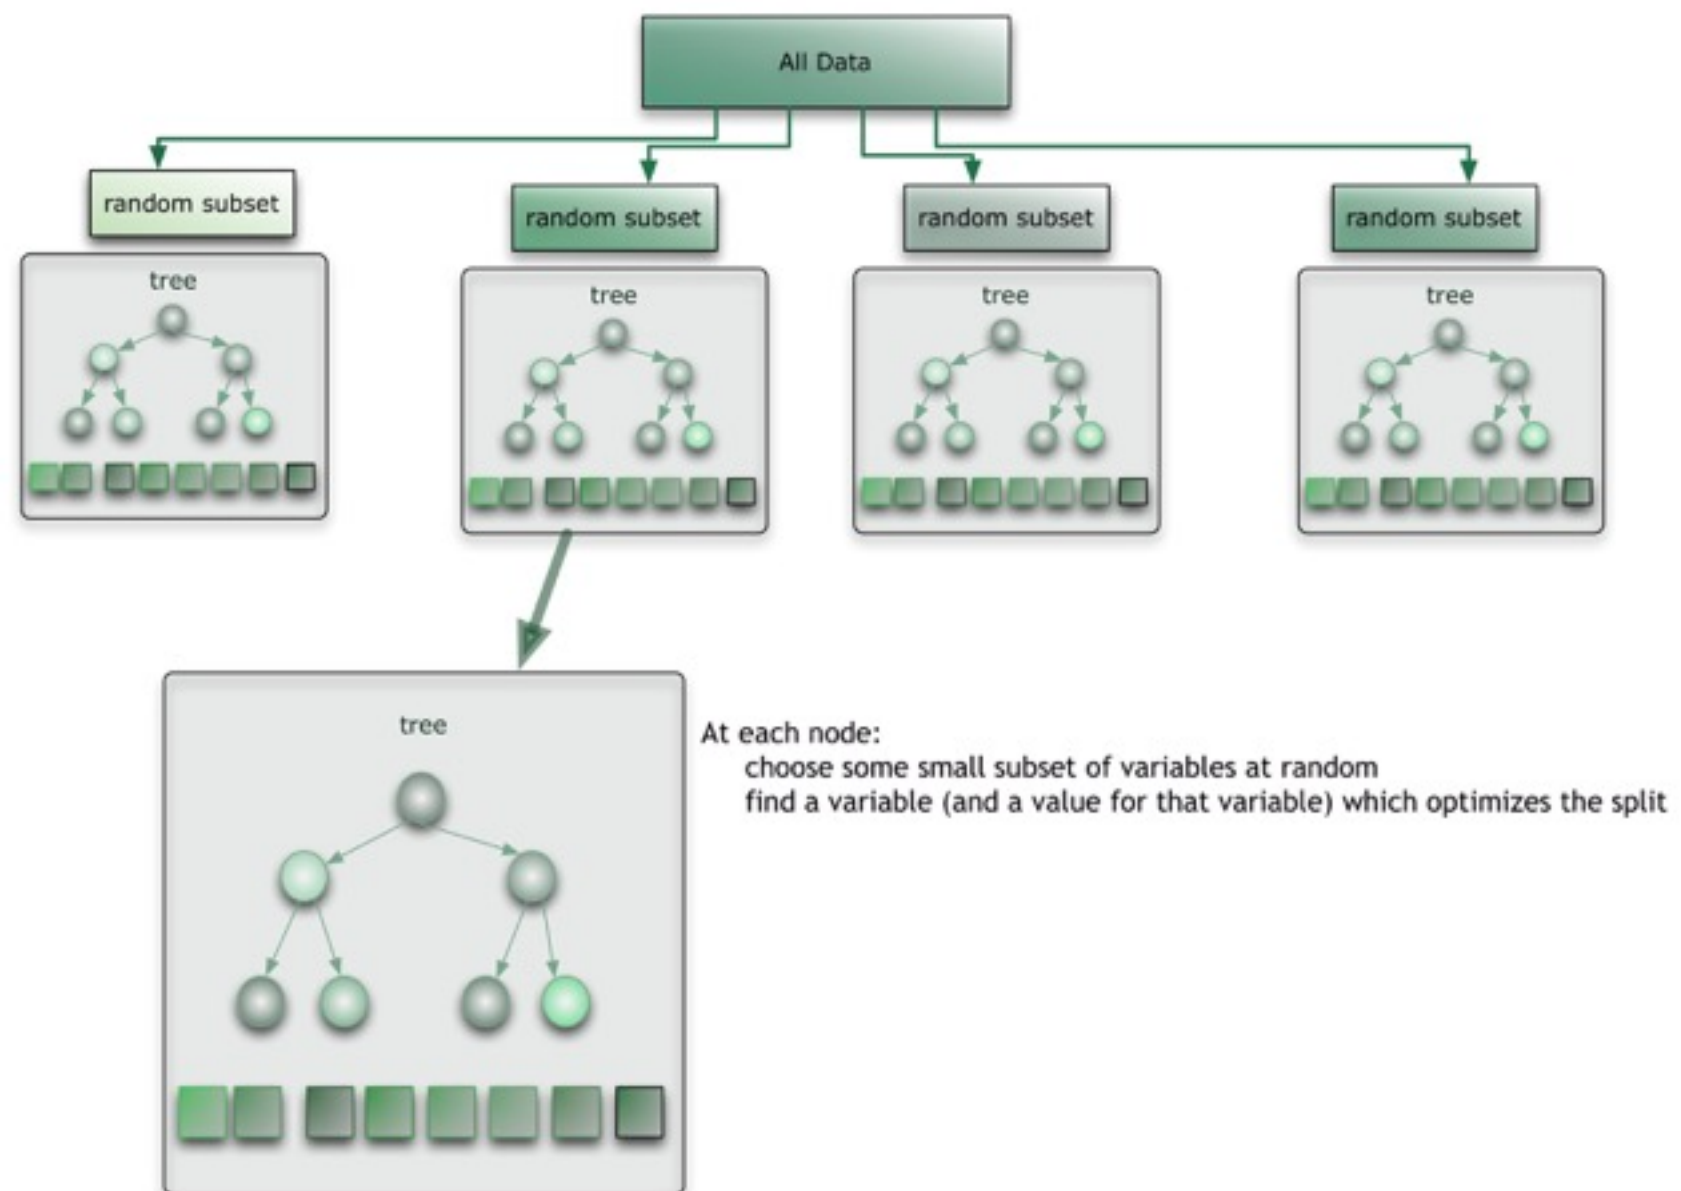 All Data
random subset
random subset
random subset
random subset
tree
tree
tree
tree
tree
At each node:
choose some small subset of variables at random
find a variable (and a value for that variable) which optimizes the split